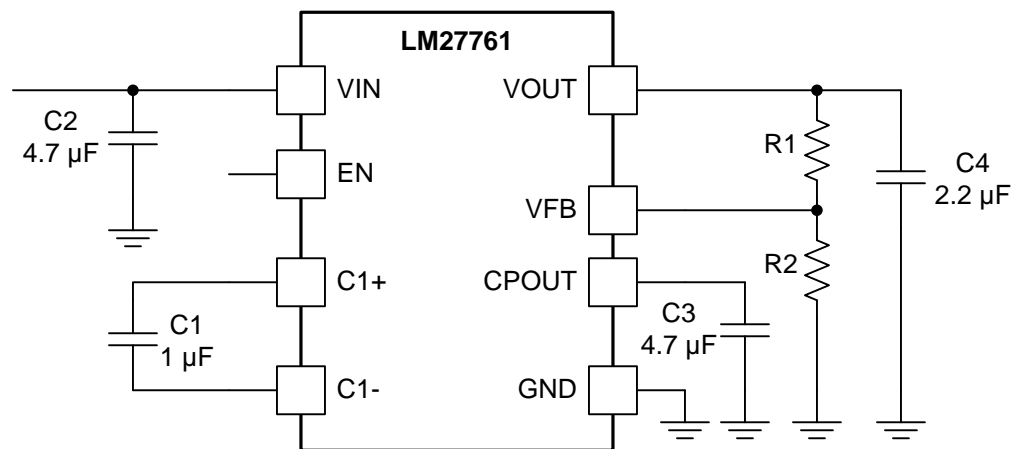 LM27761
VIN
VOUT
C2
4.7 µF
R1
EN
C4
2.2 µF
VFB
R2
C1+
CPOUT
C1
1 µF
C3
4.7 µF
C1-
GND